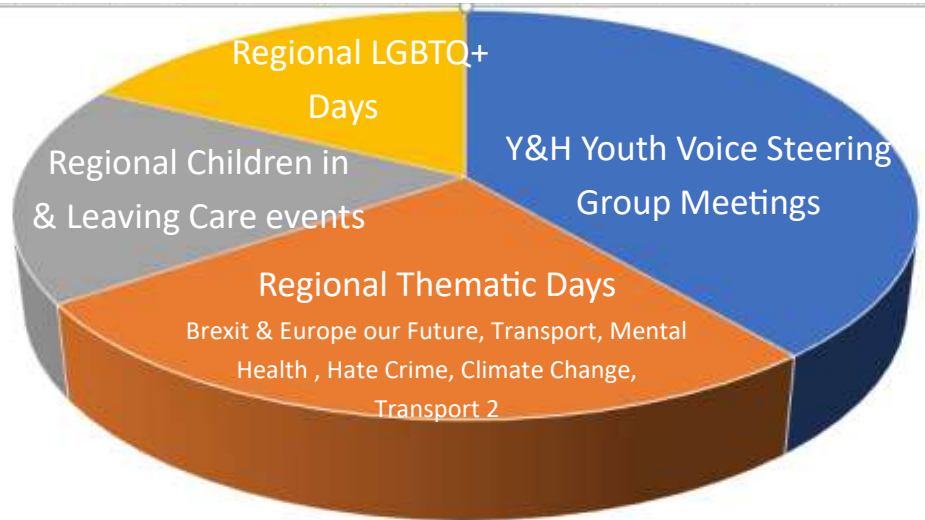 Regional LGBTQ+
Days
Y&H Youth Voice Steering
Group Meetings
Regional Children in
& Leaving Care events
Regional Thematic Days
Brexit & Europe our Future, Transport, Mental
Health , Hate Crime, Climate Change,
Transport 2